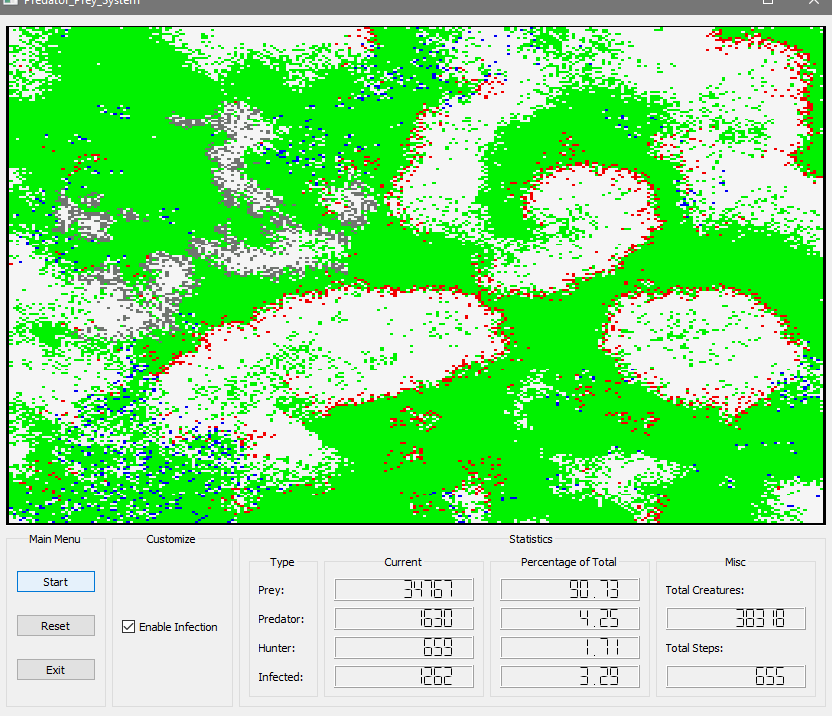 Predator_Prey_System
Main Menu
Customize
Statistics
Type
Current
Percentage of Total
Misc
Start
Prey:
34767
90.73
Total Creatures:
Predator:
1630
4.25
38318
Reset
Enable Infection
Hunter:
659
1.71
Total Steps:
Exit
Infected:
1262
3.29
655